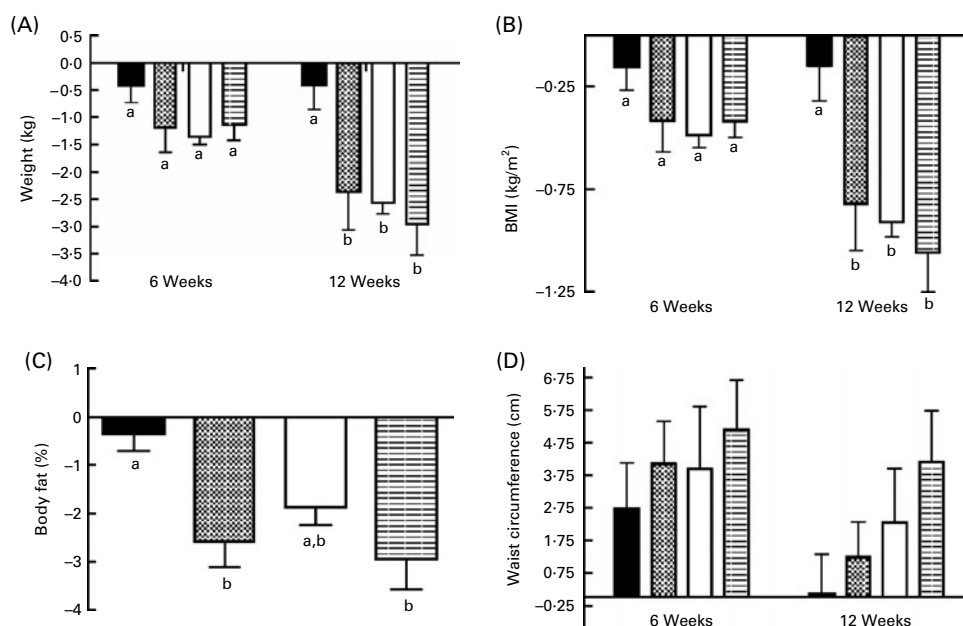 (A)
0·5
0·0
–0·5
–1·0
–1·5
–2·0
–2·5
–3·0
–3·5
–4·0
Weight (kg)
a
a
a
a
a
b
b
b
6 Weeks
12 Weeks
(B)
–0·25
–0·75
–1·25
BMI (kg/m²)
a
a
a
a
a
b
b
b
6 Weeks
12 Weeks
(C)
1
0
–1
–2
–3
–4
Body fat (%)
a
b
a,b
b
(D)
6·75
5·75
4·75
3·75
2·75
1·75
0·75
–0·25
Waist circumference (cm)
6 Weeks
12 Weeks